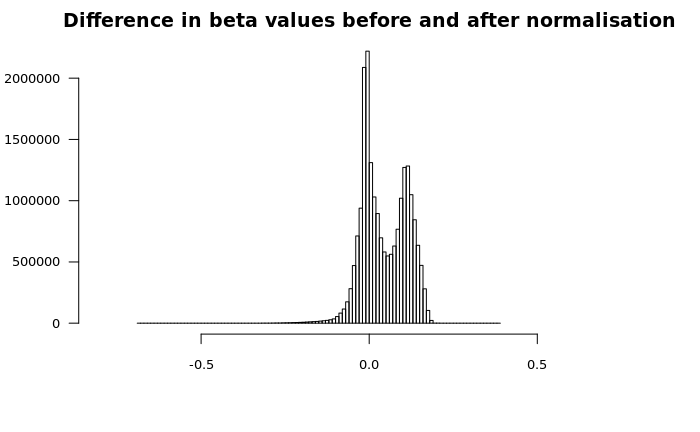 Difference in beta values before and after normalisation
2000000
1500000
1000000
500000
0
-0.5 0.0 0.5